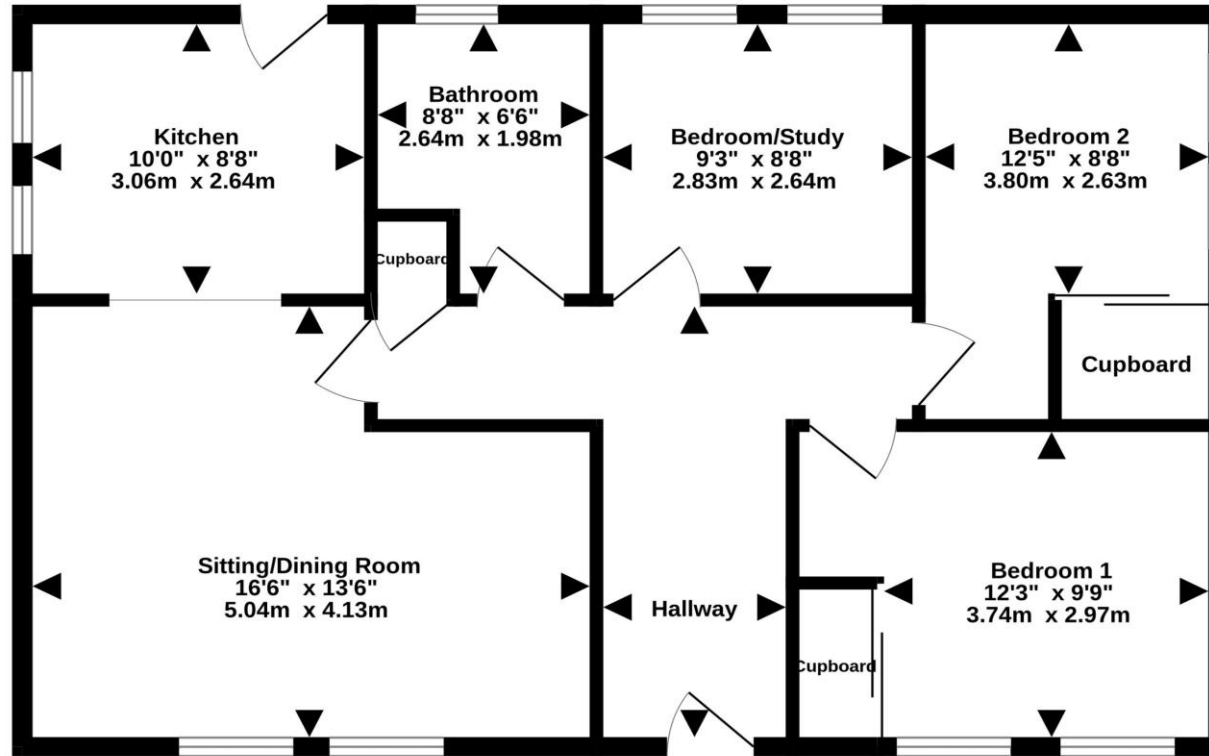 Kitchen
10'0" x 8'8"
3.06m x 2.64m
Bathroom
8'8" x 6'6"
2.64m x 1.98m
Bedroom/Study
9'3" x 8'8"
2.83m x 2.64m
Bedroom 2
12'5" x 8'8"
3.80m x 2.63m
Cupboard
Cupboard
Sitting/Dining Room
16'6" x 13'6"
5.04m x 4.13m
Hallway
Bedroom 1
12'3" x 9'9"
3.74m x 2.97m
Cupboard